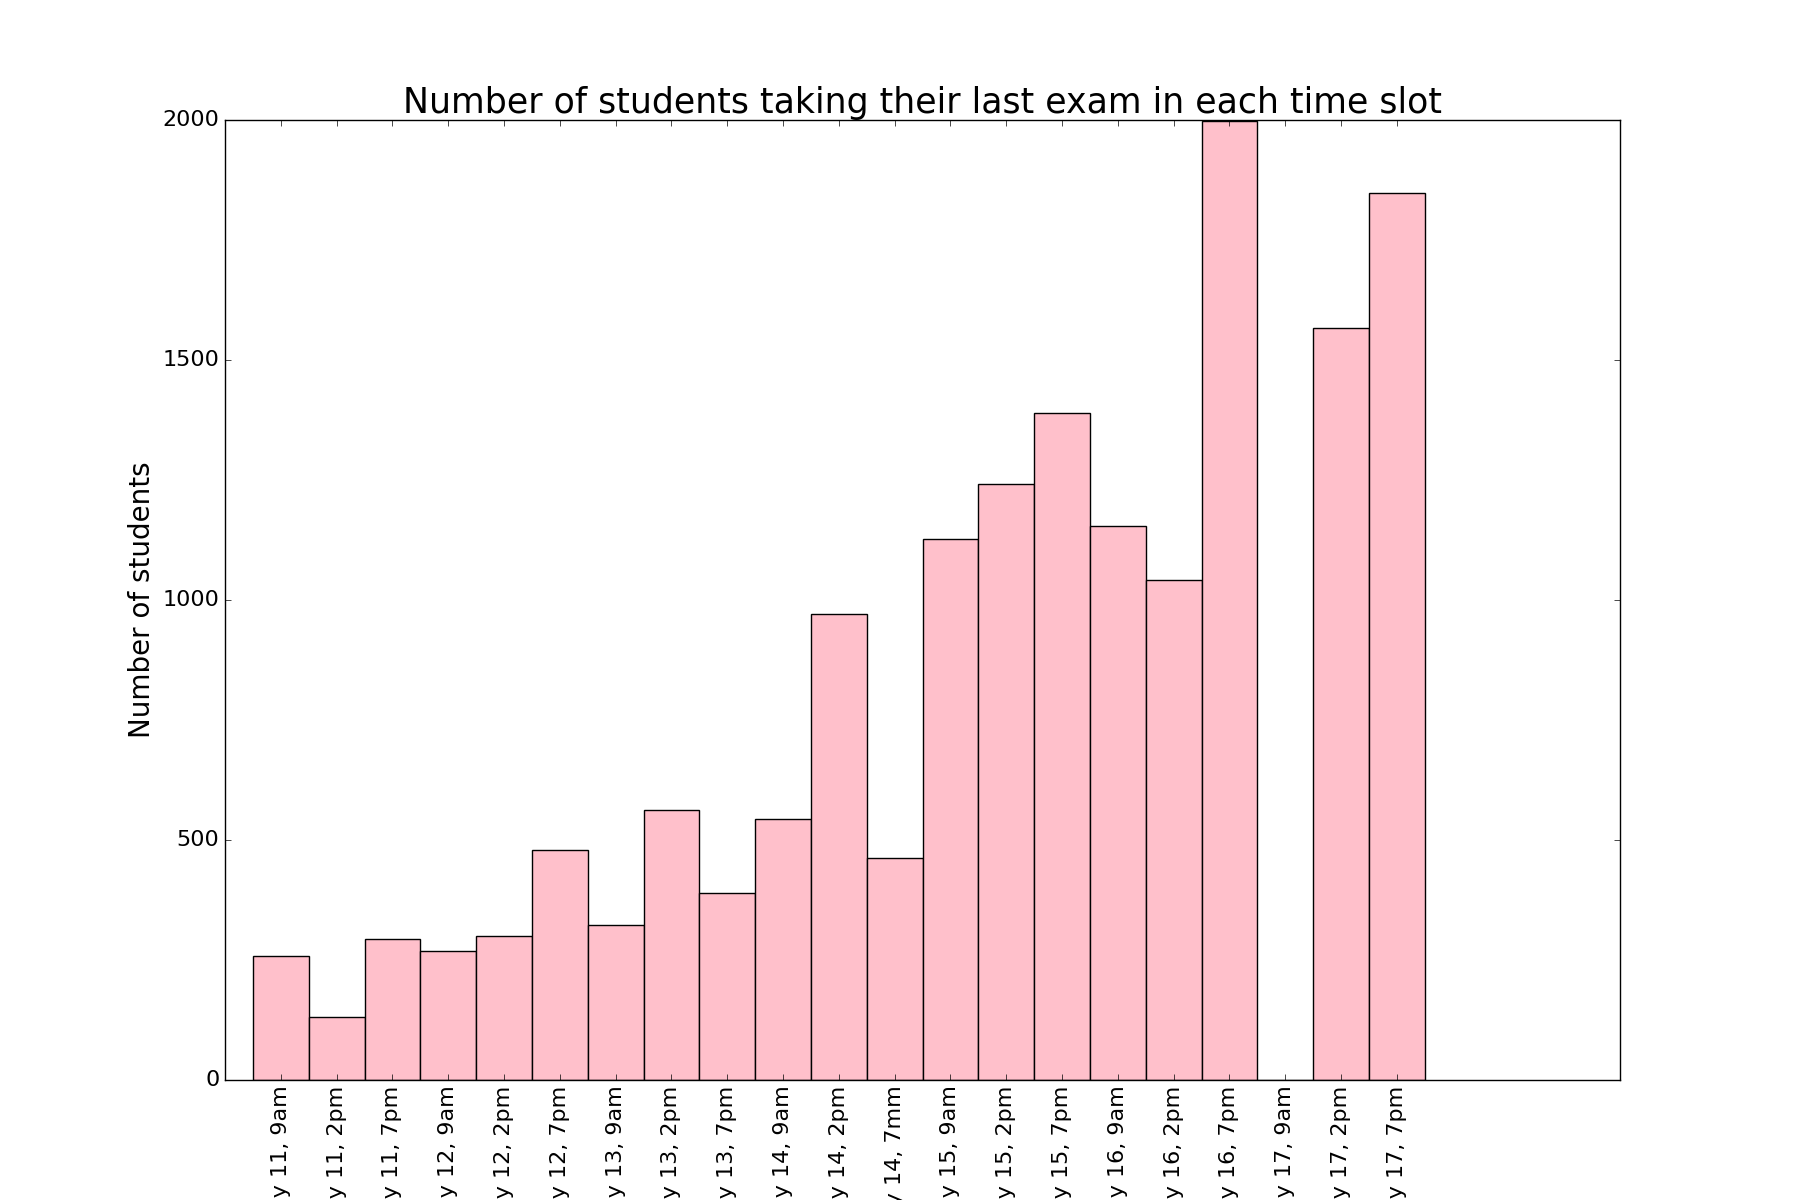 Number of students taking their last exam in each time slot
Number of students
2000
1500
1000
500
0
y 11, 9am
y 11, 2pm
y 11, 7pm
y 12, 9am
y 12, 2pm
y 12, 7pm
y 13, 9am
y 13, 2pm
y 13, 7pm
y 14, 9am
y 14, 2pm
y 14, 7mm
y 15, 9am
y 15, 2pm
y 15, 7pm
y 16, 9am
y 16, 2pm
y 16, 7pm
y 17, 9am
y 17, 2pm
y 17, 7pm